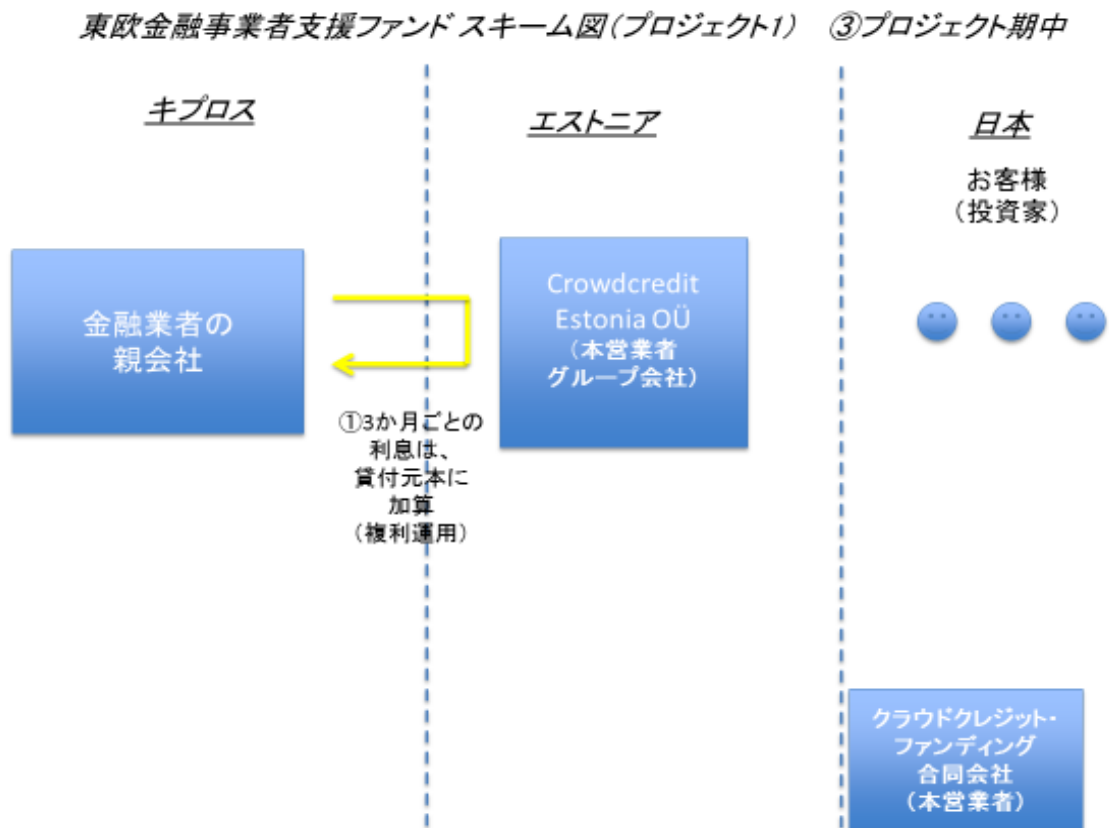 東欧金融事業者支援ファンド スキーム図(プロジェクト1) ③プロジェクト期中
キプロス
エストニア
日本
お客様
(投資家)
金融業者の
親会社
Crowdcredit
Estonia OÜ
(本営業者
グループ会社)
①3か月ごとの
利息は、
貸付元本に
加算
(複利運用)
クラウドクレジット・
ファンディング
合同会社
(本営業者)